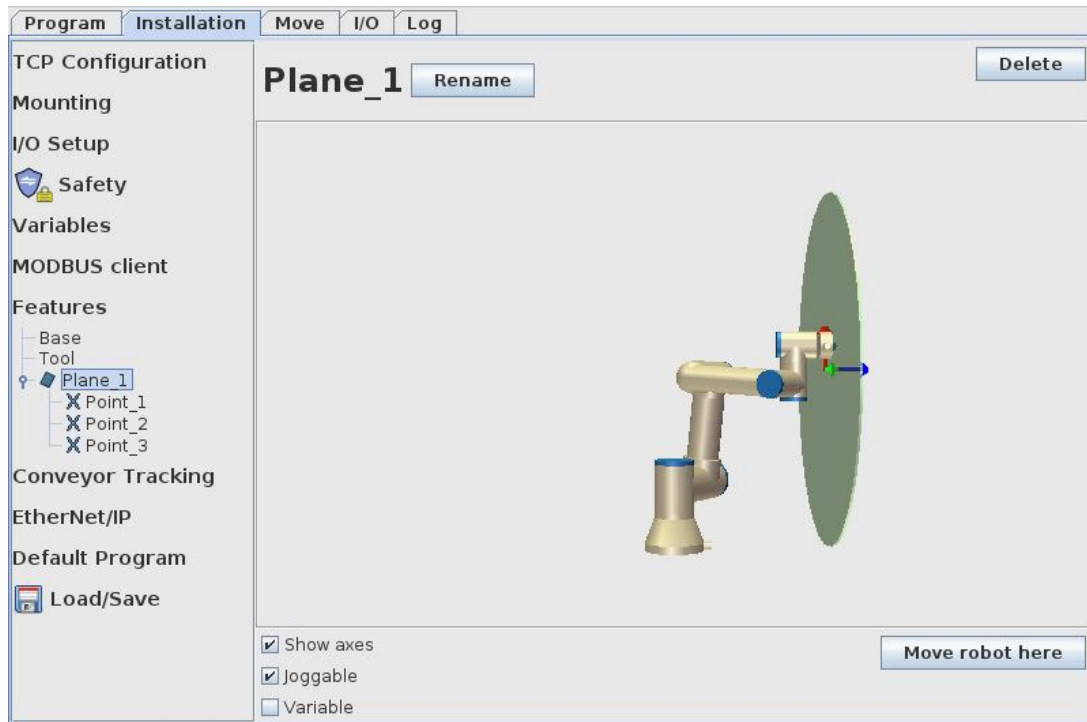 Program Installation Move I/O Log
TCP Configuration
Mounting
I/O Setup
Safety
Variables
MODBUS client
Features
Base
Tool
Plane_1
Point_1
Point_2
Point_3
Conveyor Tracking
EtherNet/IP
Default Program
Load/Save
Plane_1 Rename
Delete
Show axes
Joggable
Variable
Move robot here